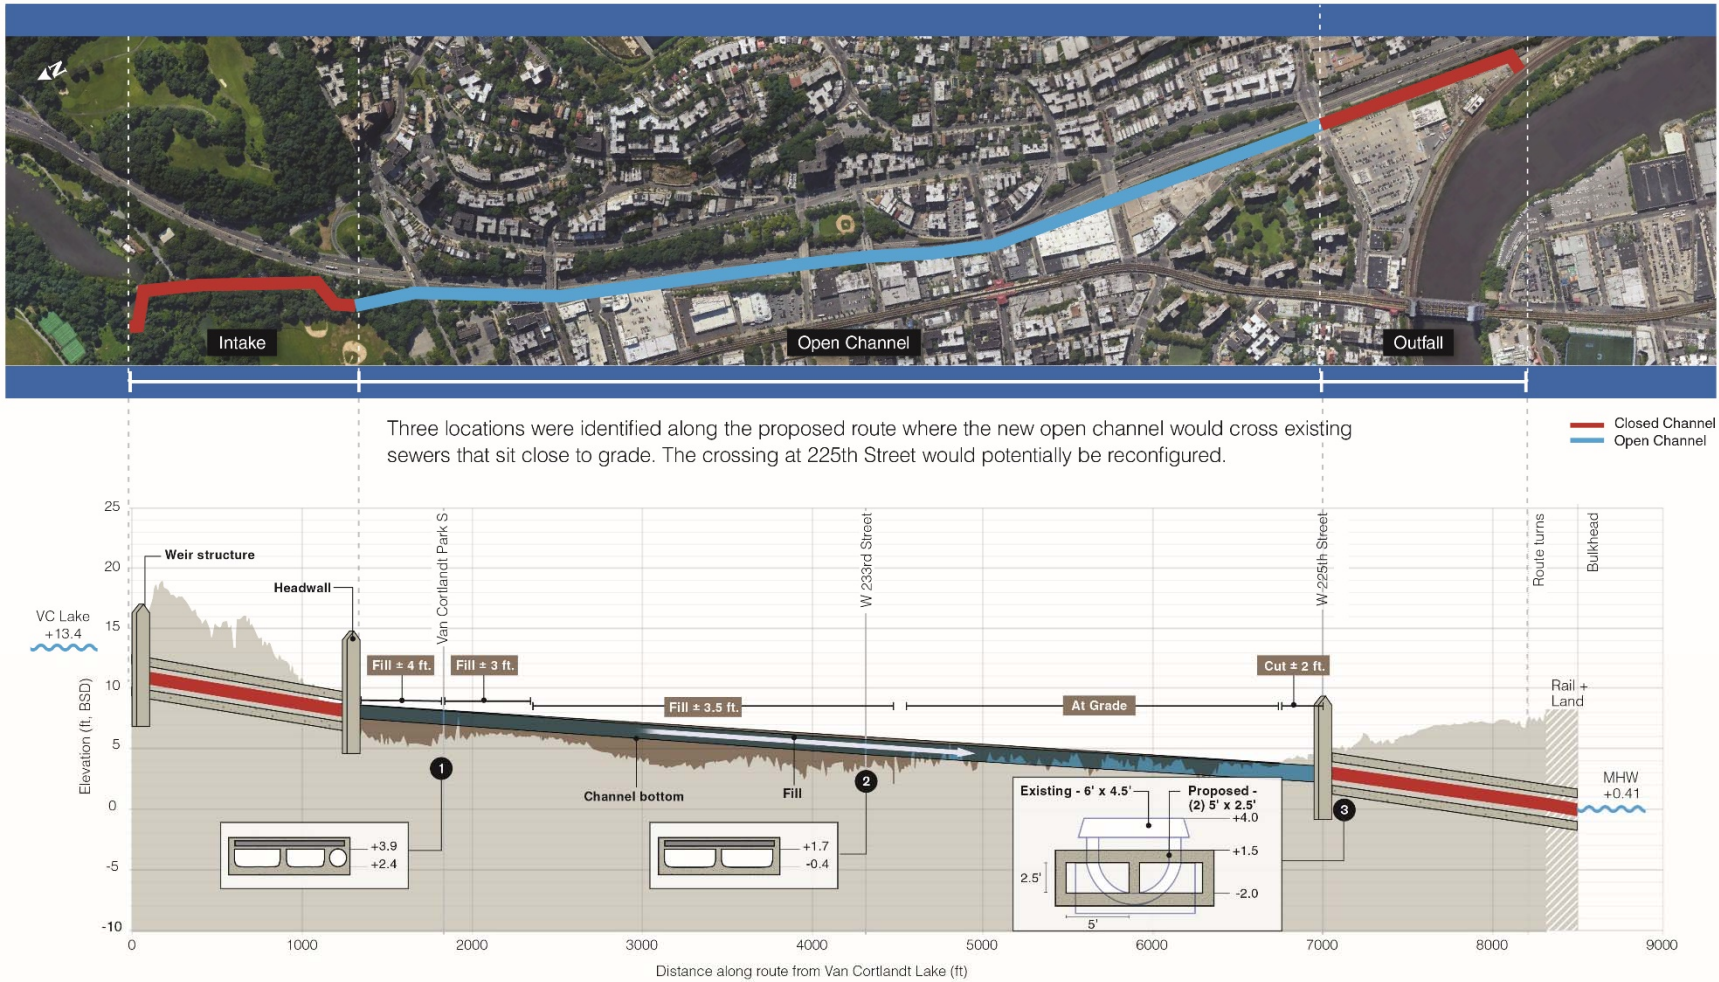 N
Intake
Open Channel
Outfall
Three locations were identified along the proposed route where the new open channel would cross existing
sewers that sit close to grade. The crossing at 225th Street would potentially be reconfigured.
Closed Channel
Open Channel
25
20
15
10
5
0
-5
-10
Elevation (ft, BSD)
VC Lake
+13.4
Weir structure
Headwall
Van Cortlandt Park S
W 233rd Street
W 225th Street
Route turns
Bulkhead
Fill ± 4 ft.
Fill ± 3 ft.
Fill ± 3.5 ft.
At Grade
Cut ± 2 ft.
Rail +
Land
MHW
+0.41
Channel bottom
Fill
1
2
3
+3.9
+2.4
+1.7
-0.4
Existing - 6' x 4.5'
Proposed -
(2) 5' x 2.5'
+4.0
+1.5
-2.0
2.5'
5'
0
1000
2000
3000
4000
5000
6000
7000
8000
9000
Distance along route from Van Cortlandt Lake (ft)